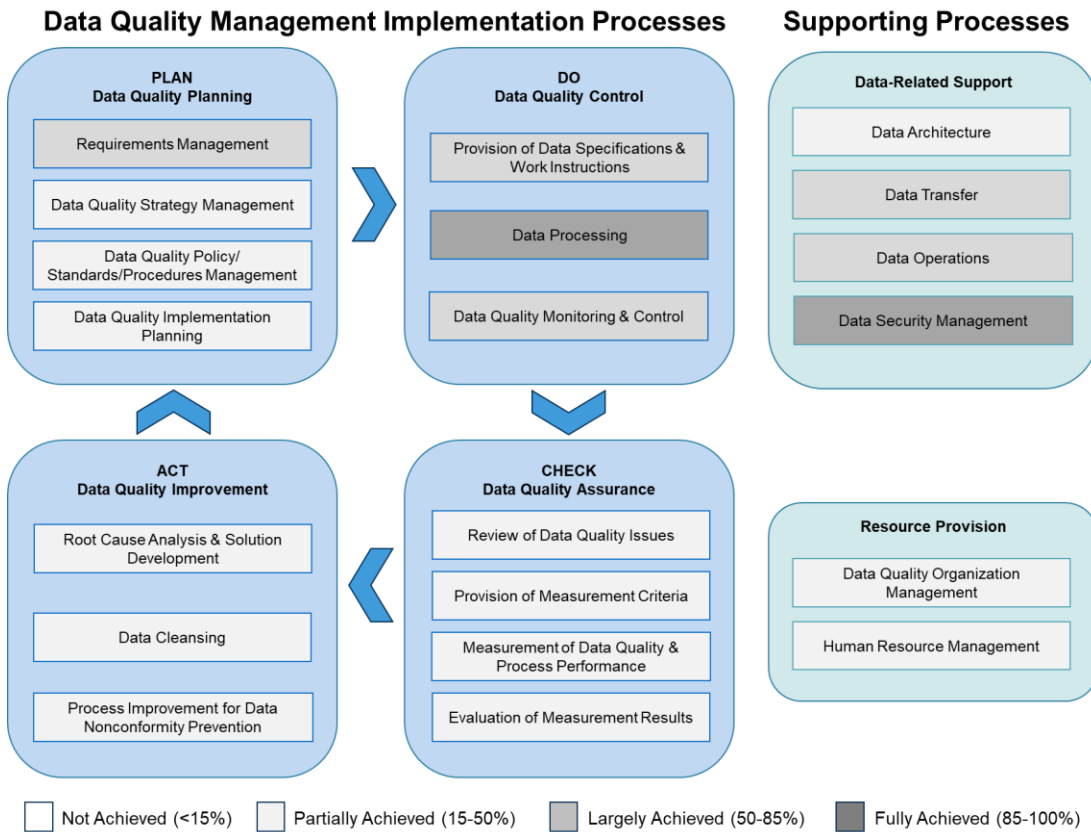 Data Quality Management Implementation Processes
Supporting Processes
PLAN
Data Quality Planning
Requirements Management
Data Quality Strategy Management
Data Quality Policy/
Standards/Procedures Management
Data Quality Implementation
Planning
DO
Data Quality Control
Provision of Data Specifications &
Work Instructions
Data Processing
Data Quality Monitoring & Control
Data-Related Support
Data Architecture
Data Transfer
Data Operations
Data Security Management
ACT
Data Quality Improvement
Root Cause Analysis & Solution
Development
Data Cleansing
Process Improvement for Data
Nonconformity Prevention
CHECK
Data Quality Assurance
Review of Data Quality Issues
Provision of Measurement Criteria
Measurement of Data Quality &
Process Performance
Evaluation of Measurement Results
Resource Provision
Data Quality Organization
Management
Human Resource Management
Not Achieved (<15%)
Partially Achieved (15-50%)
Largely Achieved (50-85%)
Fully Achieved (85-100%)